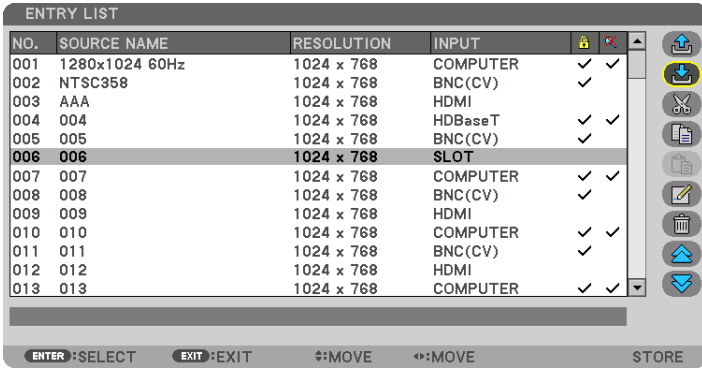 ENTRY LIST
NO. SOURCE NAME RESOLUTION INPUT
001 1280x1024 60Hz 1024 x 768 COMPUTER ✓ ✓
002 NTSC358 1024 x 768 BNC(CV) ✓
003 AAA 1024 x 768 HDMI
004 004 1024 x 768 HDBaseT ✓ ✓
005 005 1024 x 768 BNC(CV) ✓
006 006 1024 x 768 SLOT
007 007 1024 x 768 COMPUTER ✓ ✓
008 008 1024 x 768 BNC(CV) ✓
009 009 1024 x 768 HDMI
010 010 1024 x 768 COMPUTER ✓ ✓
011 011 1024 x 768 BNC(CV) ✓
012 012 1024 x 768 HDMI
013 013 1024 x 768 COMPUTER ✓ ✓
ENTER :SELECT EXIT :EXIT :MOVE :MOVE STORE